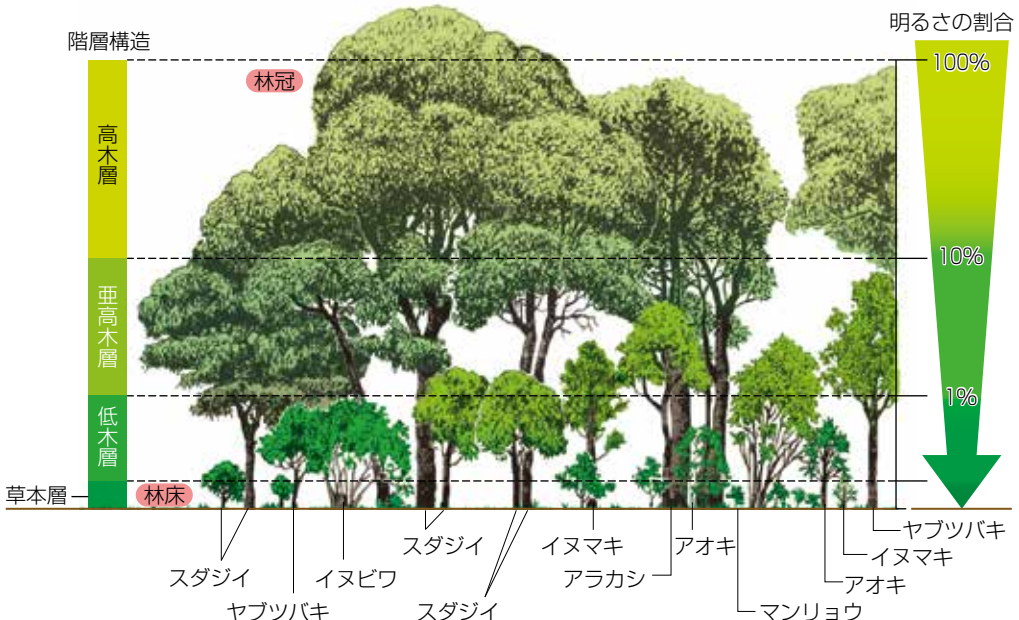 階層構造
明るさの割合
林冠
100%
高木層
10%
亜高木層
1%
低木層
草本層
林床
スダジイ
ヤブツバキ
イヌビワ
スダジイ
スダジイ
イヌマキ
アラカシ
アオキ
マンリョウ
アオキ
イヌマキ
ヤブツバキ